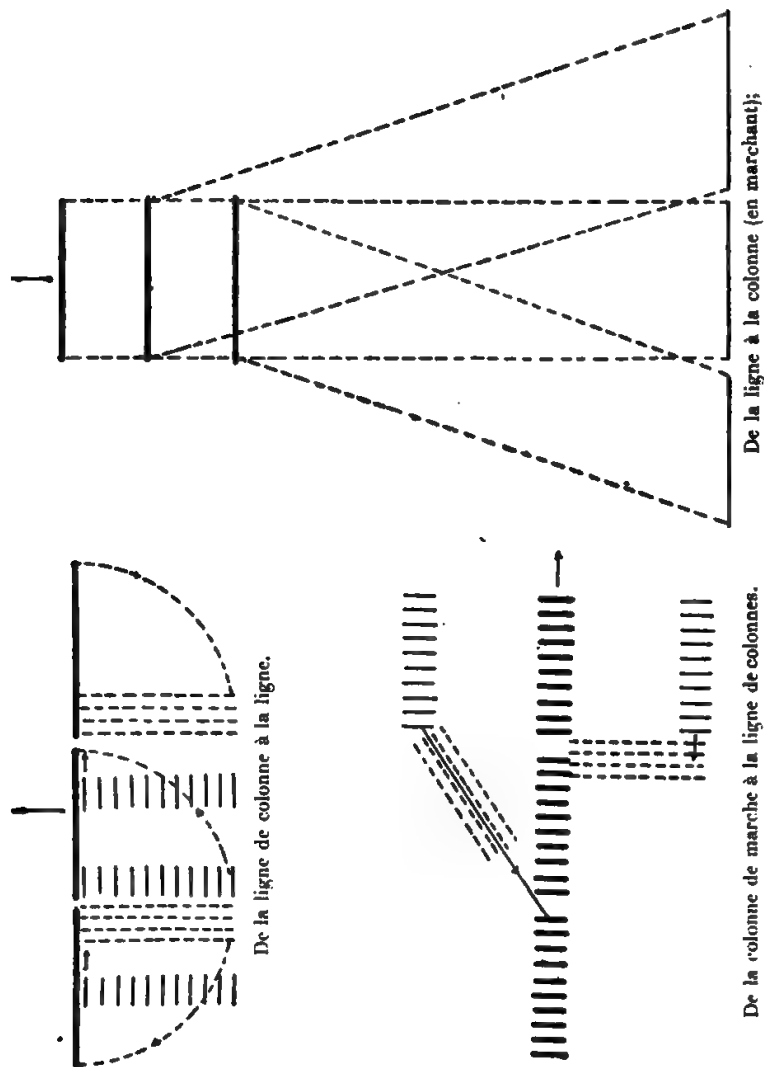 De la ligne de colonne à la ligne.
De la colonne de marche à la ligne de colonnes.
De la ligne à la colonne (en marchant);